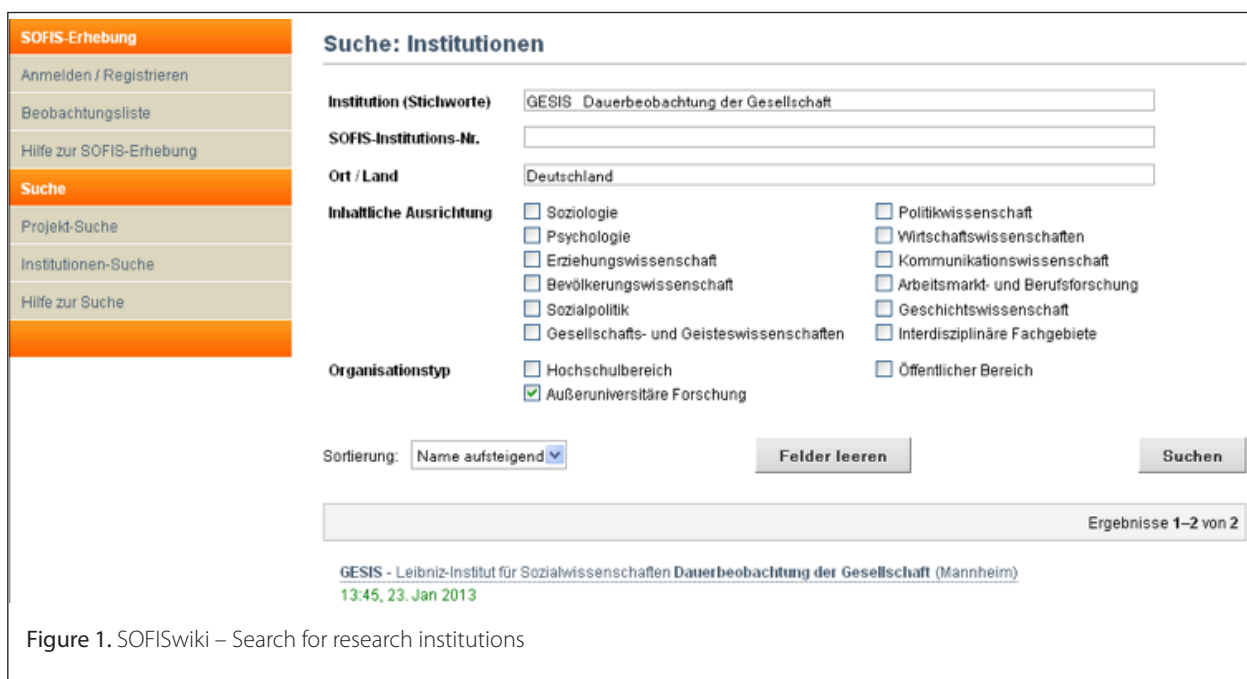 SOFIS-Erhebung
Anmelden / Registrieren
Beobachtungsliste
Hilfe zur SOFIS-Erhebung
Suche
Projekt-Suche
Institutionen-Suche
Hilfe zur Suche
Suche: Institutionen
Institution (Stichworte) GESIS Dauerbeobachtung der Gesellschaft
SOFIS-Institutions-Nr.
Ort / Land Deutschland
Inhaltliche Ausrichtung Soziologie Politikwissenschaft
Psychologie Wirtschaftswissenschaften
Erziehungswissenschaft Kommunikationswissenschaft
Bevölkerungswissenschaft Arbeitsmarkt- und Berufsforschung
Sozialpolitik Geschichtswissenschaft
Gesellschafts- und Geisteswissenschaften Interdisziplinäre Fachgebiete
Organisationstyp Hochschulbereich Öffentlicher Bereich
Außeruniversitäre Forschung
Sortierung: Name aufsteigend Felder leeren Suchen
Ergebnisse 1–2 von 2
GESIS - Leibniz-Institut für Sozialwissenschaften Dauerbeobachtung der Gesellschaft (Mannheim)
13:45, 23. Jan 2013
Figure 1. SOFISwiki – Search for research institutions